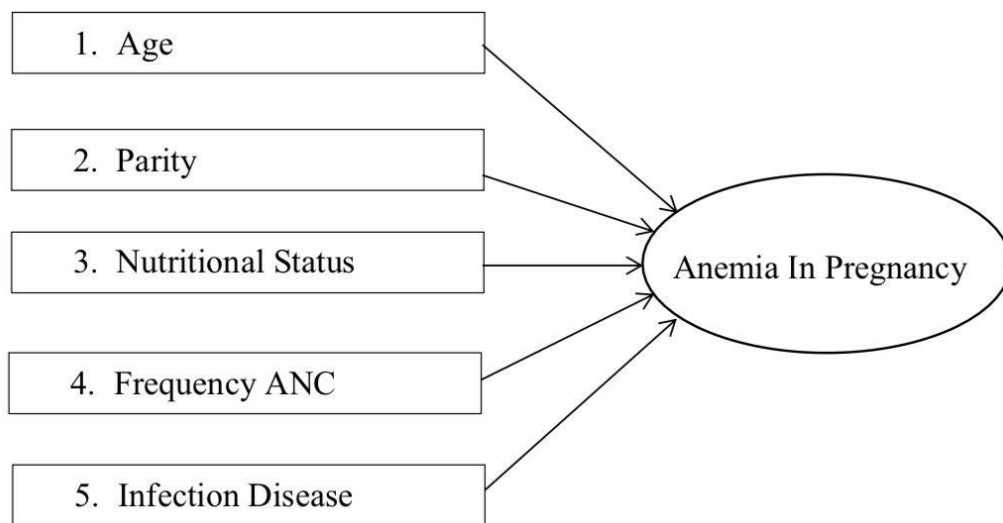 1. Age
2. Parity
3. Nutritional Status
4. Frequency ANC
5. Infection Disease
Anemia In Pregnancy